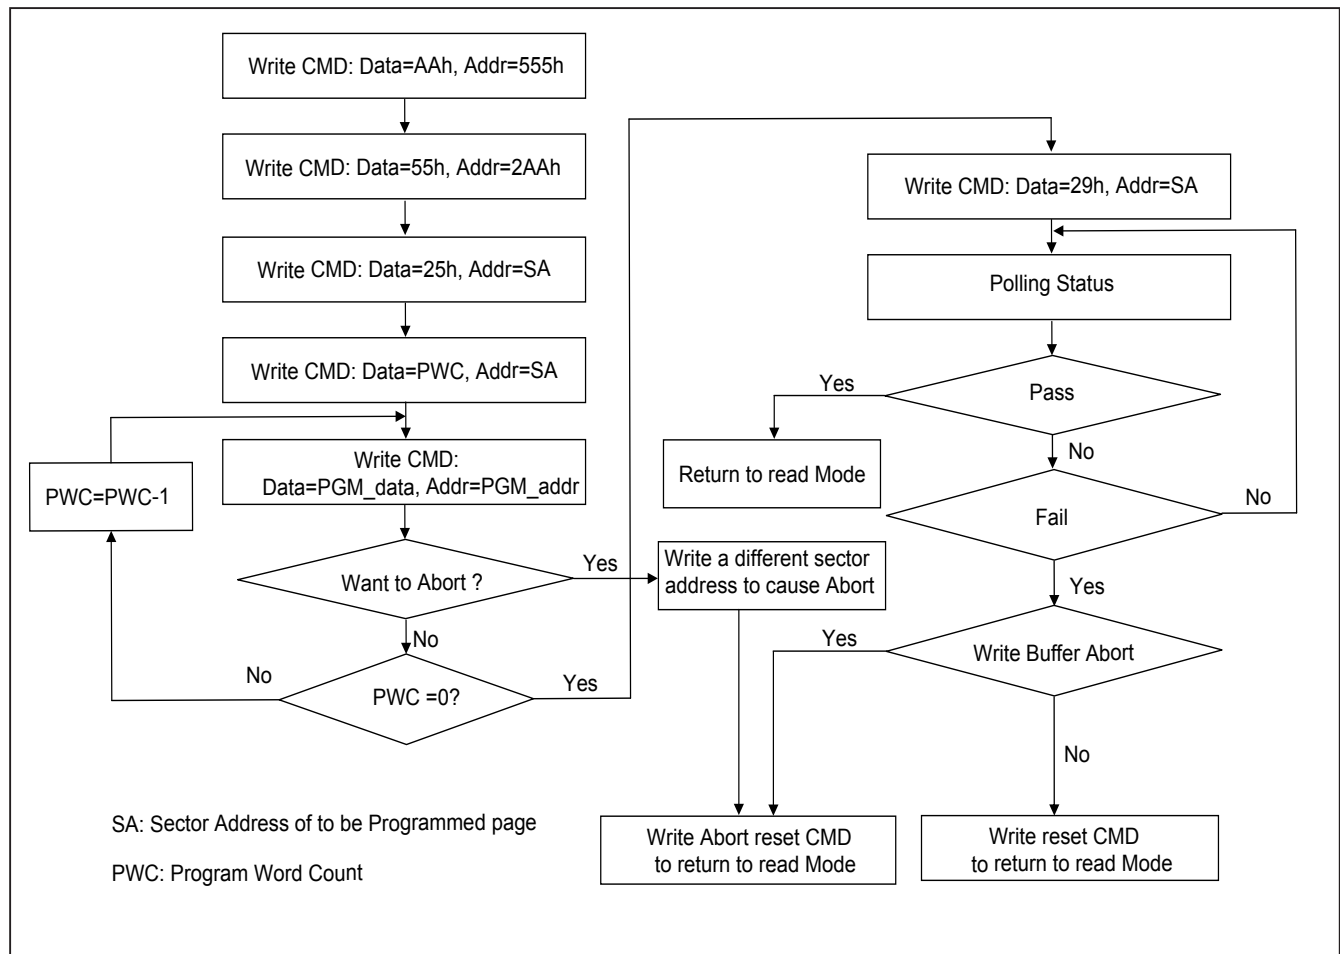 Write CMD: Data=AAh, Addr=555h
Write CMD: Data=55h, Addr=2AAh
Write CMD: Data=25h, Addr=SA
Write CMD: Data=PWC, Addr=SA
Write CMD:
Data=PGM_data, Addr=PGM_addr
PWC=PWC-1
Want to Abort ?
Yes
No
Write a different sector
address to cause Abort
PWC =0?
No
Yes
Write CMD: Data=29h, Addr=SA
Polling Status
Pass
Yes
No
Return to read Mode
Fail
No
Yes
Write Buffer Abort
Yes
No
Write Abort reset CMD
to return to read Mode
Write reset CMD
to return to read Mode
SA: Sector Address of to be Programmed page
PWC: Program Word Count